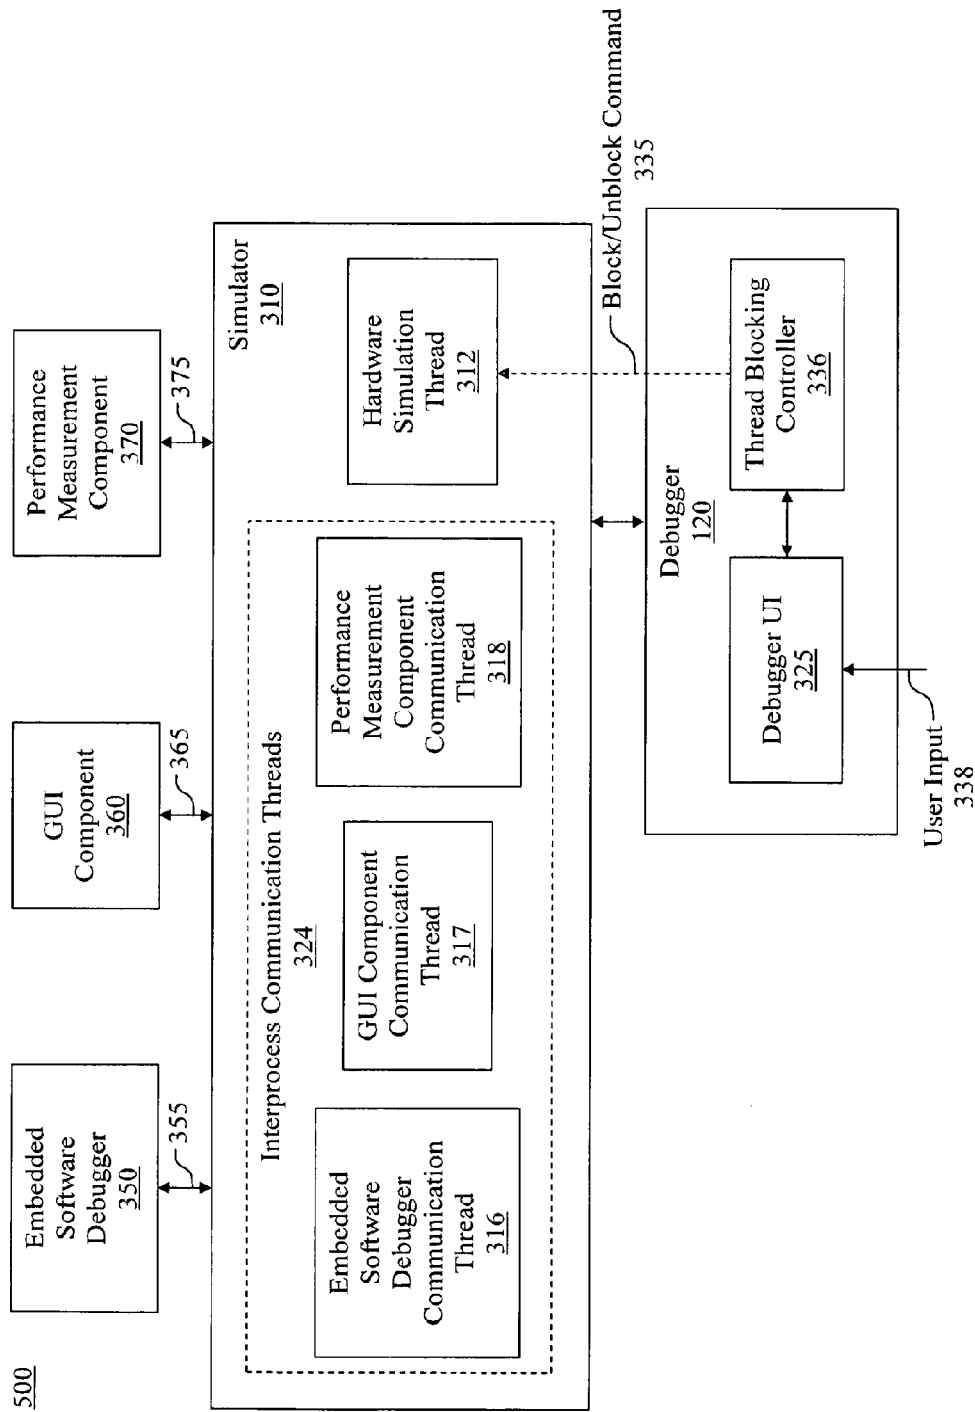 500
Embedded
Software
Debugger
350
GUI
Component
360
Performance
Measurement
Component
370
355
365
375
Simulator
310
Interprocess Communication Threads
324
Embedded
Software
Debugger
Communication
Thread
316
GUI Component
Communication
Thread
317
Performance
Measurement
Component
Communication
Thread
318
Hardware
Simulation
Thread
312
Block/Unblock Command
335
Debugger
120
Debugger UI
325
Thread Blocking
Controller
336
User Input
338